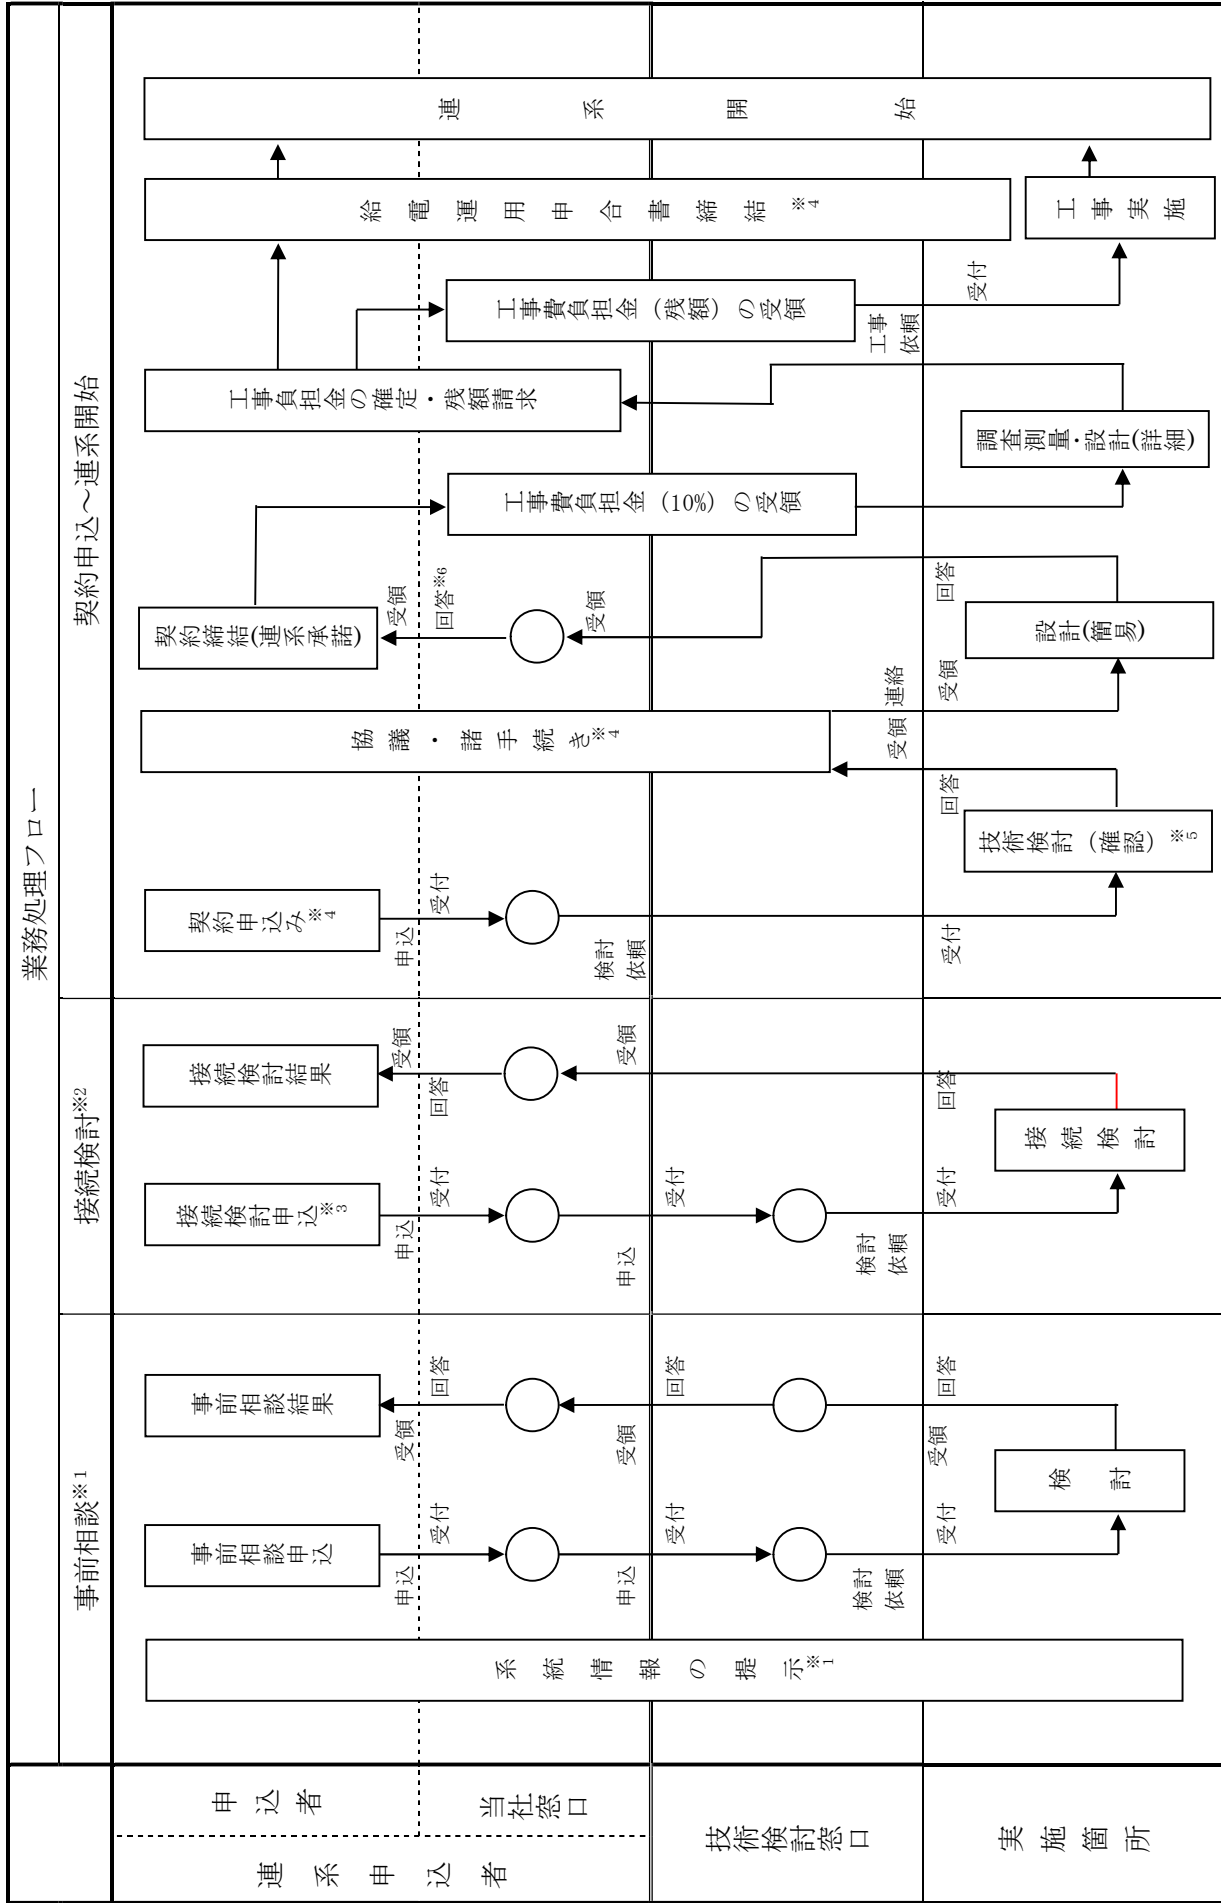 業務処理フロー
事前相談※1
接続検討※2
契約申込～連系開始
連系申込者
申込者
当社窓口
技術検討窓口
実施箇所
系統情報の提示※1
事前相談申込
申込
受付
申込
受付
検討
依頼
受付
検討
回答
受領
回答
受領
回答
受領
事前相談結果
接続検討申込※3
申込
受付
申込
受付
検討
依頼
受付
接続検討
回答
受領
回答
受領
接続検討結果
契約
申込み※4
申込
受付
検討
依頼
受付
技術検討（確認）※5
回答
受領
協議・諸手続き※4
連絡
受領
設計(簡易)
回答
受領
回答※6
受領
契約締結(連系承諾)
工事費負担金（10%）の受領
調査測量・設計(詳細)
工事負担金の確定・残額請求
工事費負担金（残額）の受領
工事
依頼
受付
工事実施
給電運用申合書締結※4
連系開始